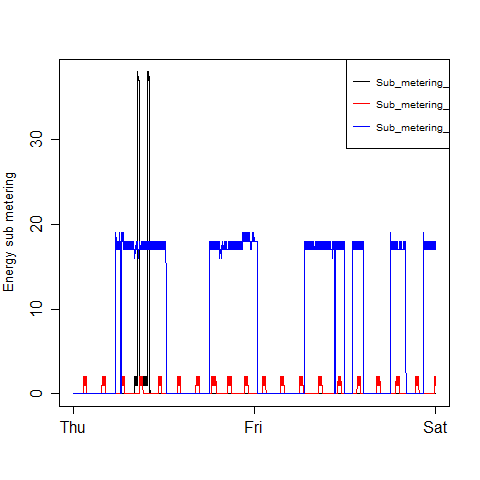 Energy sub metering
30
20
10
0
Sub_metering_
Sub_metering_
Sub_metering_
Thu Fri Sat